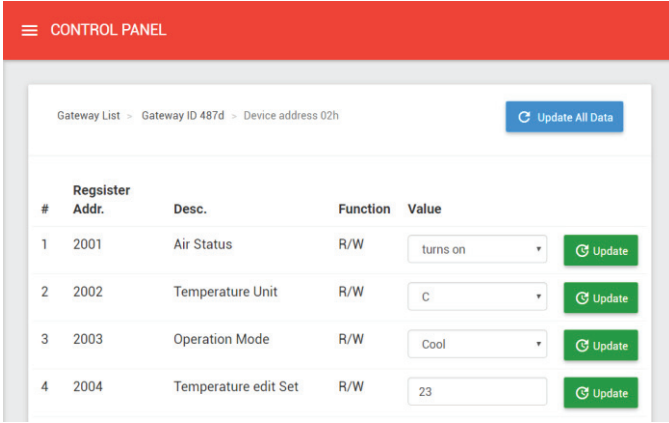 CONTROL PANEL
Gateway List > Gateway ID 487d > Device address 02h
Update All Data
# Regsister Addr. Desc. Function Value
1 2001 Air Status R/W turns on Update
2 2002 Temperature Unit R/W C Update
3 2003 Operation Mode R/W Cool Update
4 2004 Temperature edit Set R/W 23 Update